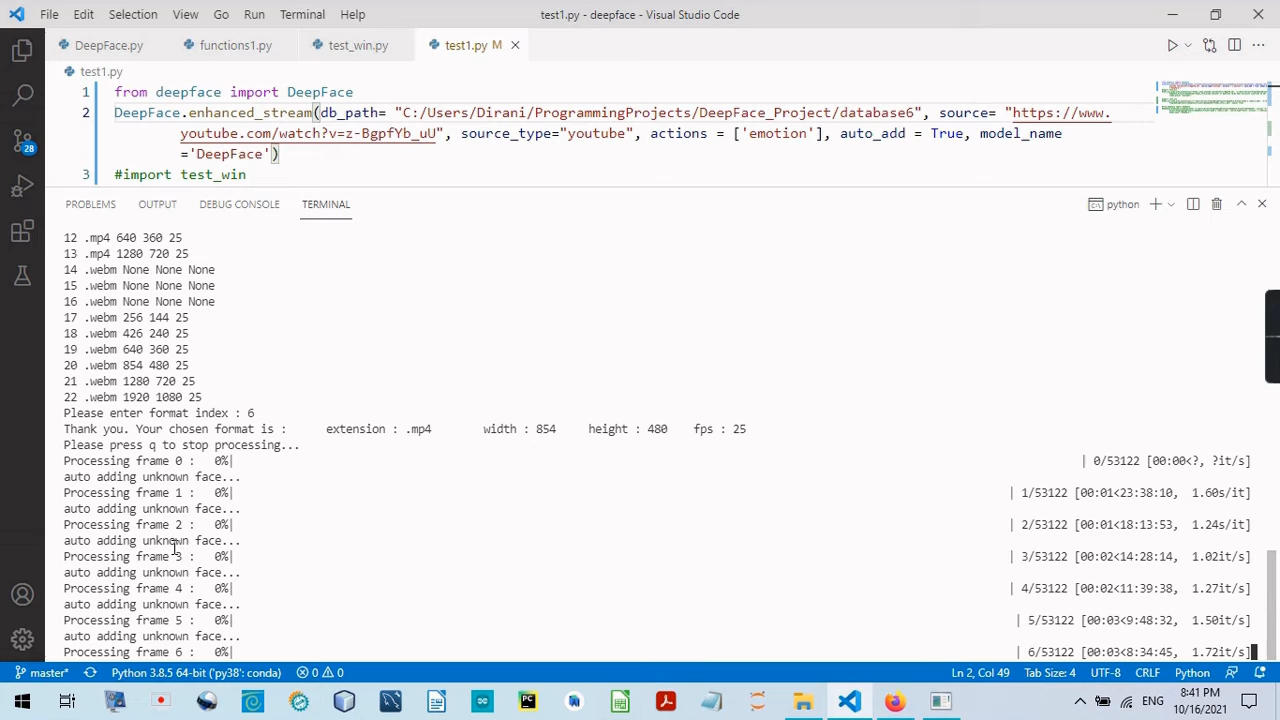 File Edit Selection View Go Run Terminal Help test1.py - deepface - Visual Studio Code
DeepFace.py functions1.py test_win.py test1.py M
test1.py
1 from deepface import DeepFace
2 DeepFace.enhanced_stream(db_path= "C:/Users/ /ProgrammingProjects/DeepFace_Projekt/database6", source= "https://www.
youtube.com/watch?v=z-BgpfYb_uU", source_type="youtube", actions = ['emotion'], auto_add = True, model_name
='DeepFace')
3 #import test_win
PROBLEMS OUTPUT DEBUG CONSOLE TERMINAL python
12 .mp4 640 360 25
13 .mp4 1280 720 25
14 .webm None None None
15 .webm None None None
16 .webm None None None
17 .webm 256 144 25
18 .webm 426 240 25
19 .webm 640 360 25
20 .webm 854 480 25
21 .webm 1280 720 25
22 .webm 1920 1080 25
Please enter format index : 6
Thank you. Your chosen format is : extension : .mp4 width : 854 height : 480 fps : 25
Please press q to stop processing...
Processing frame 0 : 0%| | 0/53122 [00:00<?, ?it/s]
auto adding unknown face...
Processing frame 1 : 0%| | 1/53122 [00:01<23:38:10, 1.60s/it]
auto adding unknown face...
Processing frame 2 : 0%| | 2/53122 [00:01<18:13:53, 1.24s/it]
auto adding unknown face...
Processing frame 3 : 0%| | 3/53122 [00:02<14:28:14, 1.02it/s]
auto adding unknown face...
Processing frame 4 : 0%| | 4/53122 [00:02<11:39:38, 1.27it/s]
auto adding unknown face...
Processing frame 5 : 0%| | 5/53122 [00:03<9:48:32, 1.50it/s]
auto adding unknown face...
Processing frame 6 : 0%| | 6/53122 [00:03<8:34:45, 1.72it/s]
28
master* Python 3.8.5 64-bit ('py38': conda) 0 0 Ln 2, Col 49 Tab Size: 4 UTF-8 CRLF Python
ENG 8:41 PM
10/16/2021